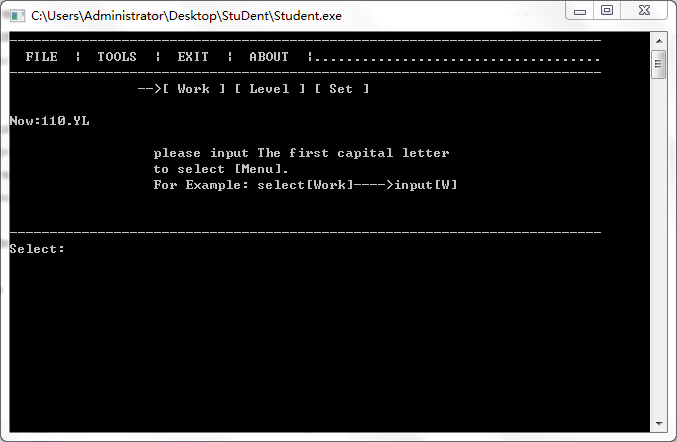 C:\Users\Administrator\Desktop\StuDent\Student.exe
--------------------------------------------------------------------------
FILE ¦ TOOLS ¦ EXIT ¦ ABOUT ¦....................................
--------------------------------------------------------------------------
-->[ Work ] [ Level ] [ Set ]
Now:110.YL
please input The first capital letter
to select [Menu].
For Example: select[Work]---->input[W]
--------------------------------------------------------------------------
Select: